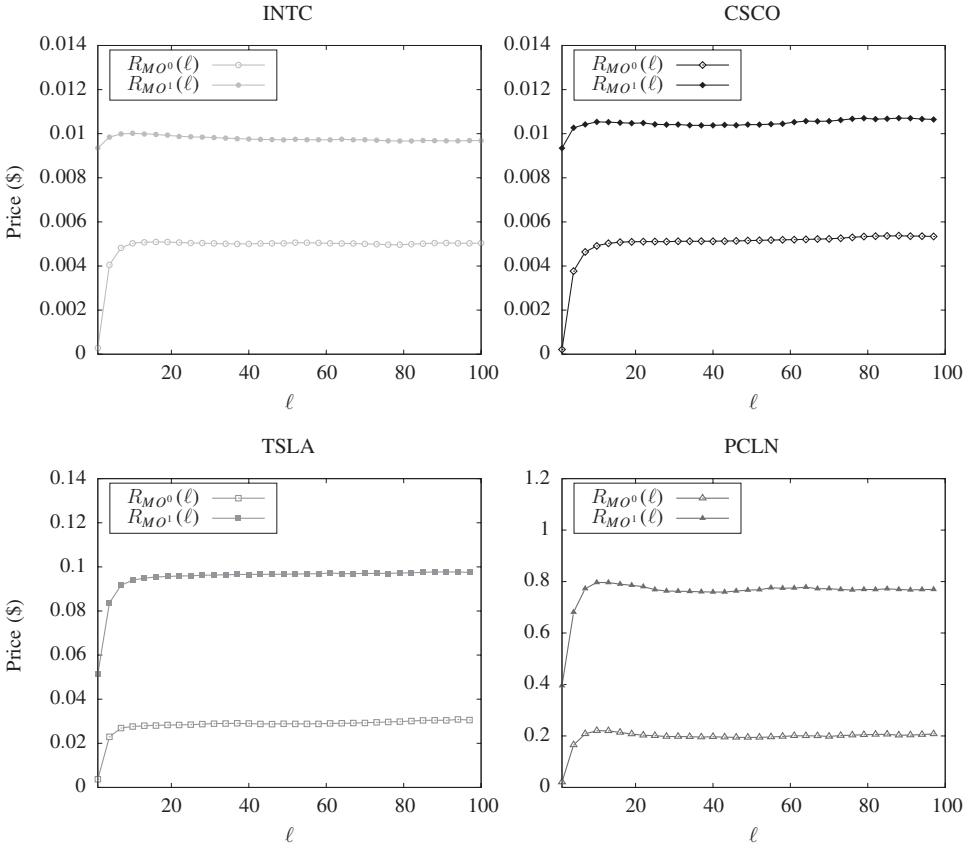 INTC
0.014
0.012
0.01
0.008
0.006
0.004
0.002
0
Price ($)
R_{MO^0}(ℓ)
R_{MO^1}(ℓ)
20
40
60
80
100
ℓ
CSCO
0.014
0.012
0.01
0.008
0.006
0.004
0.002
0
R_{MO^0}(ℓ)
R_{MO^1}(ℓ)
20
40
60
80
100
ℓ
TSLA
0.14
0.12
0.1
0.08
0.06
0.04
0.02
0
Price ($)
R_{MO^0}(ℓ)
R_{MO^1}(ℓ)
20
40
60
80
100
ℓ
PCLN
1.2
1
0.8
0.6
0.4
0.2
0
R_{MO^0}(ℓ)
R_{MO^1}(ℓ)
20
40
60
80
100
ℓ